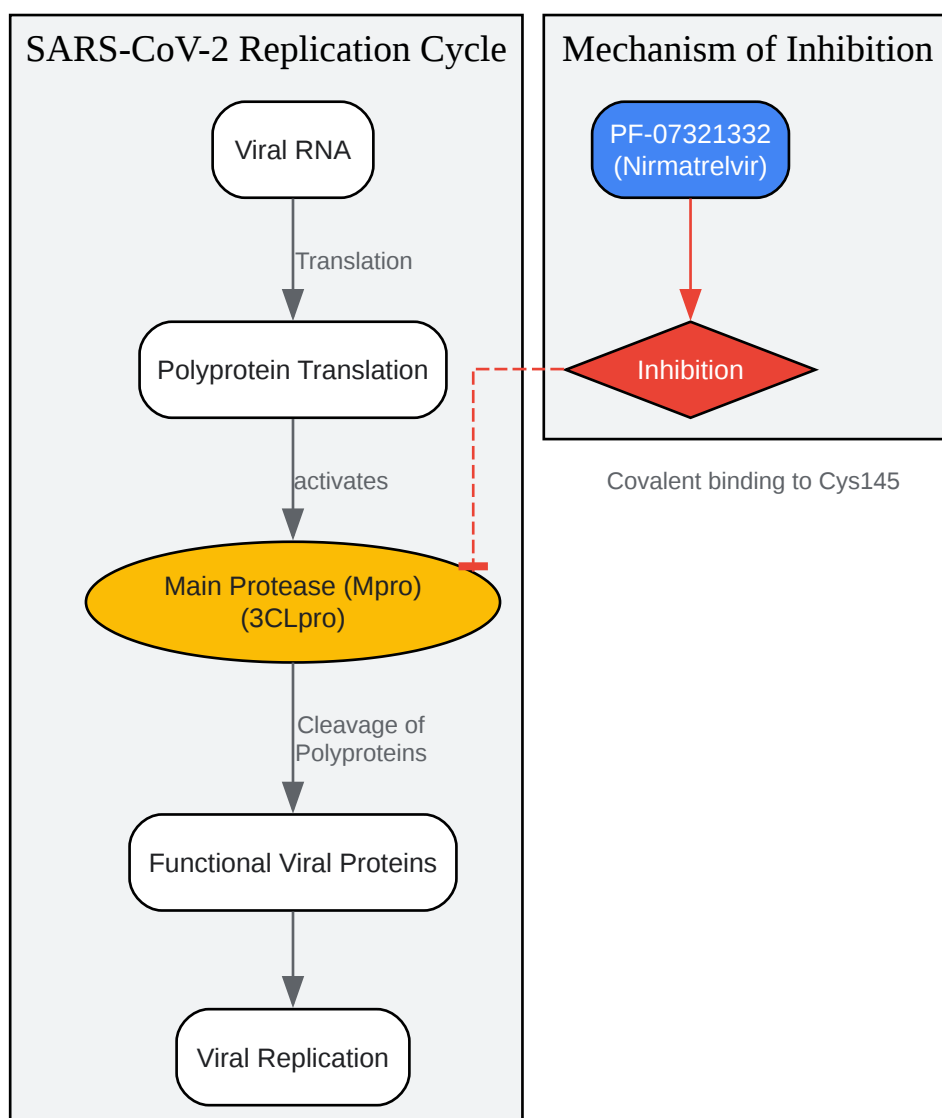 SARS-CoV-2 Replication Cycle
Viral RNA
Translation
Polyprotein Translation
activates
Main Protease (Mpro)
(3CLpro)
Cleavage of
Polyproteins
Functional Viral Proteins
Viral Replication
Mechanism of Inhibition
PF-07321332
(Nirmatrelvir)
Inhibition
Covalent binding to Cys145